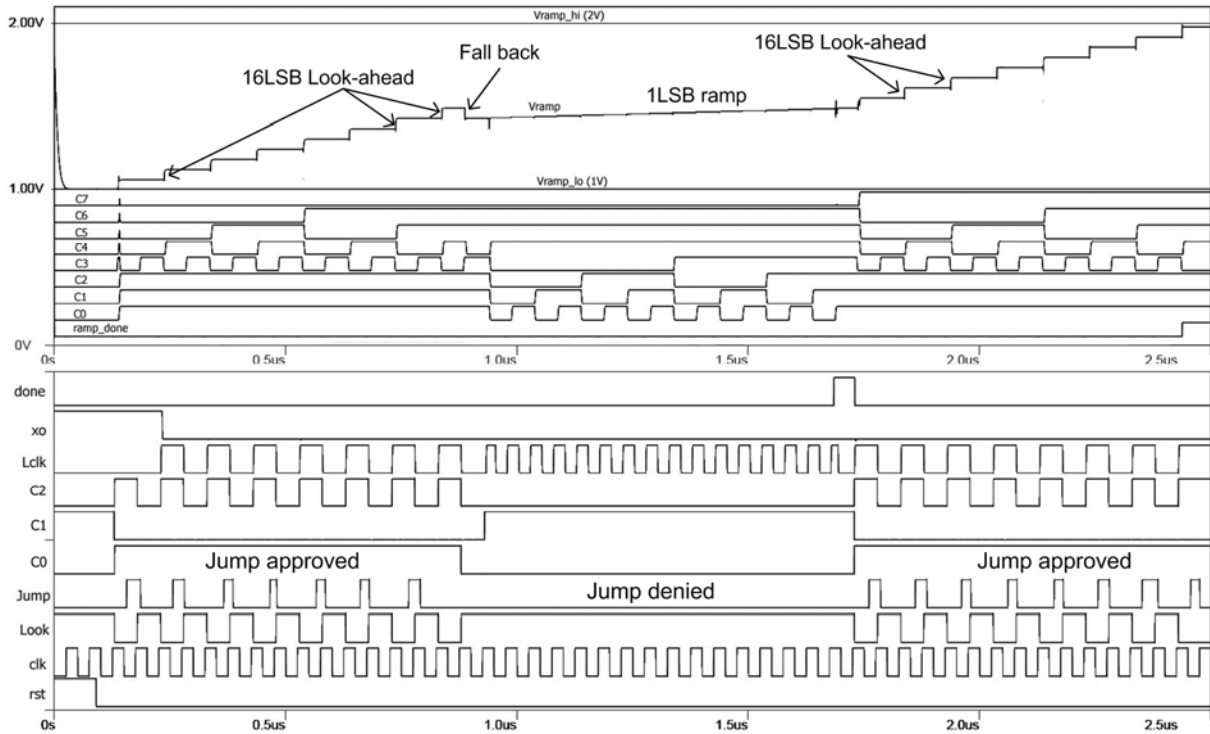 Vramp_hi (2V)
2.00V
16LSB Look-ahead
Fall back
16LSB Look-ahead
1LSB ramp
Vramp
1.00V
Vramp_lo (1V)
C7
C6
C5
C4
C3
C2
C1
C0
ramp_done
0V
0s 0.5us 1.0us 1.5us 2.0us 2.5us
done
xo
Lclk
C2
C1
C0
Jump approved
Jump approved
Jump
Jump denied
Look
clk
rst
0s 0.5us 1.0us 1.5us 2.0us 2.5us